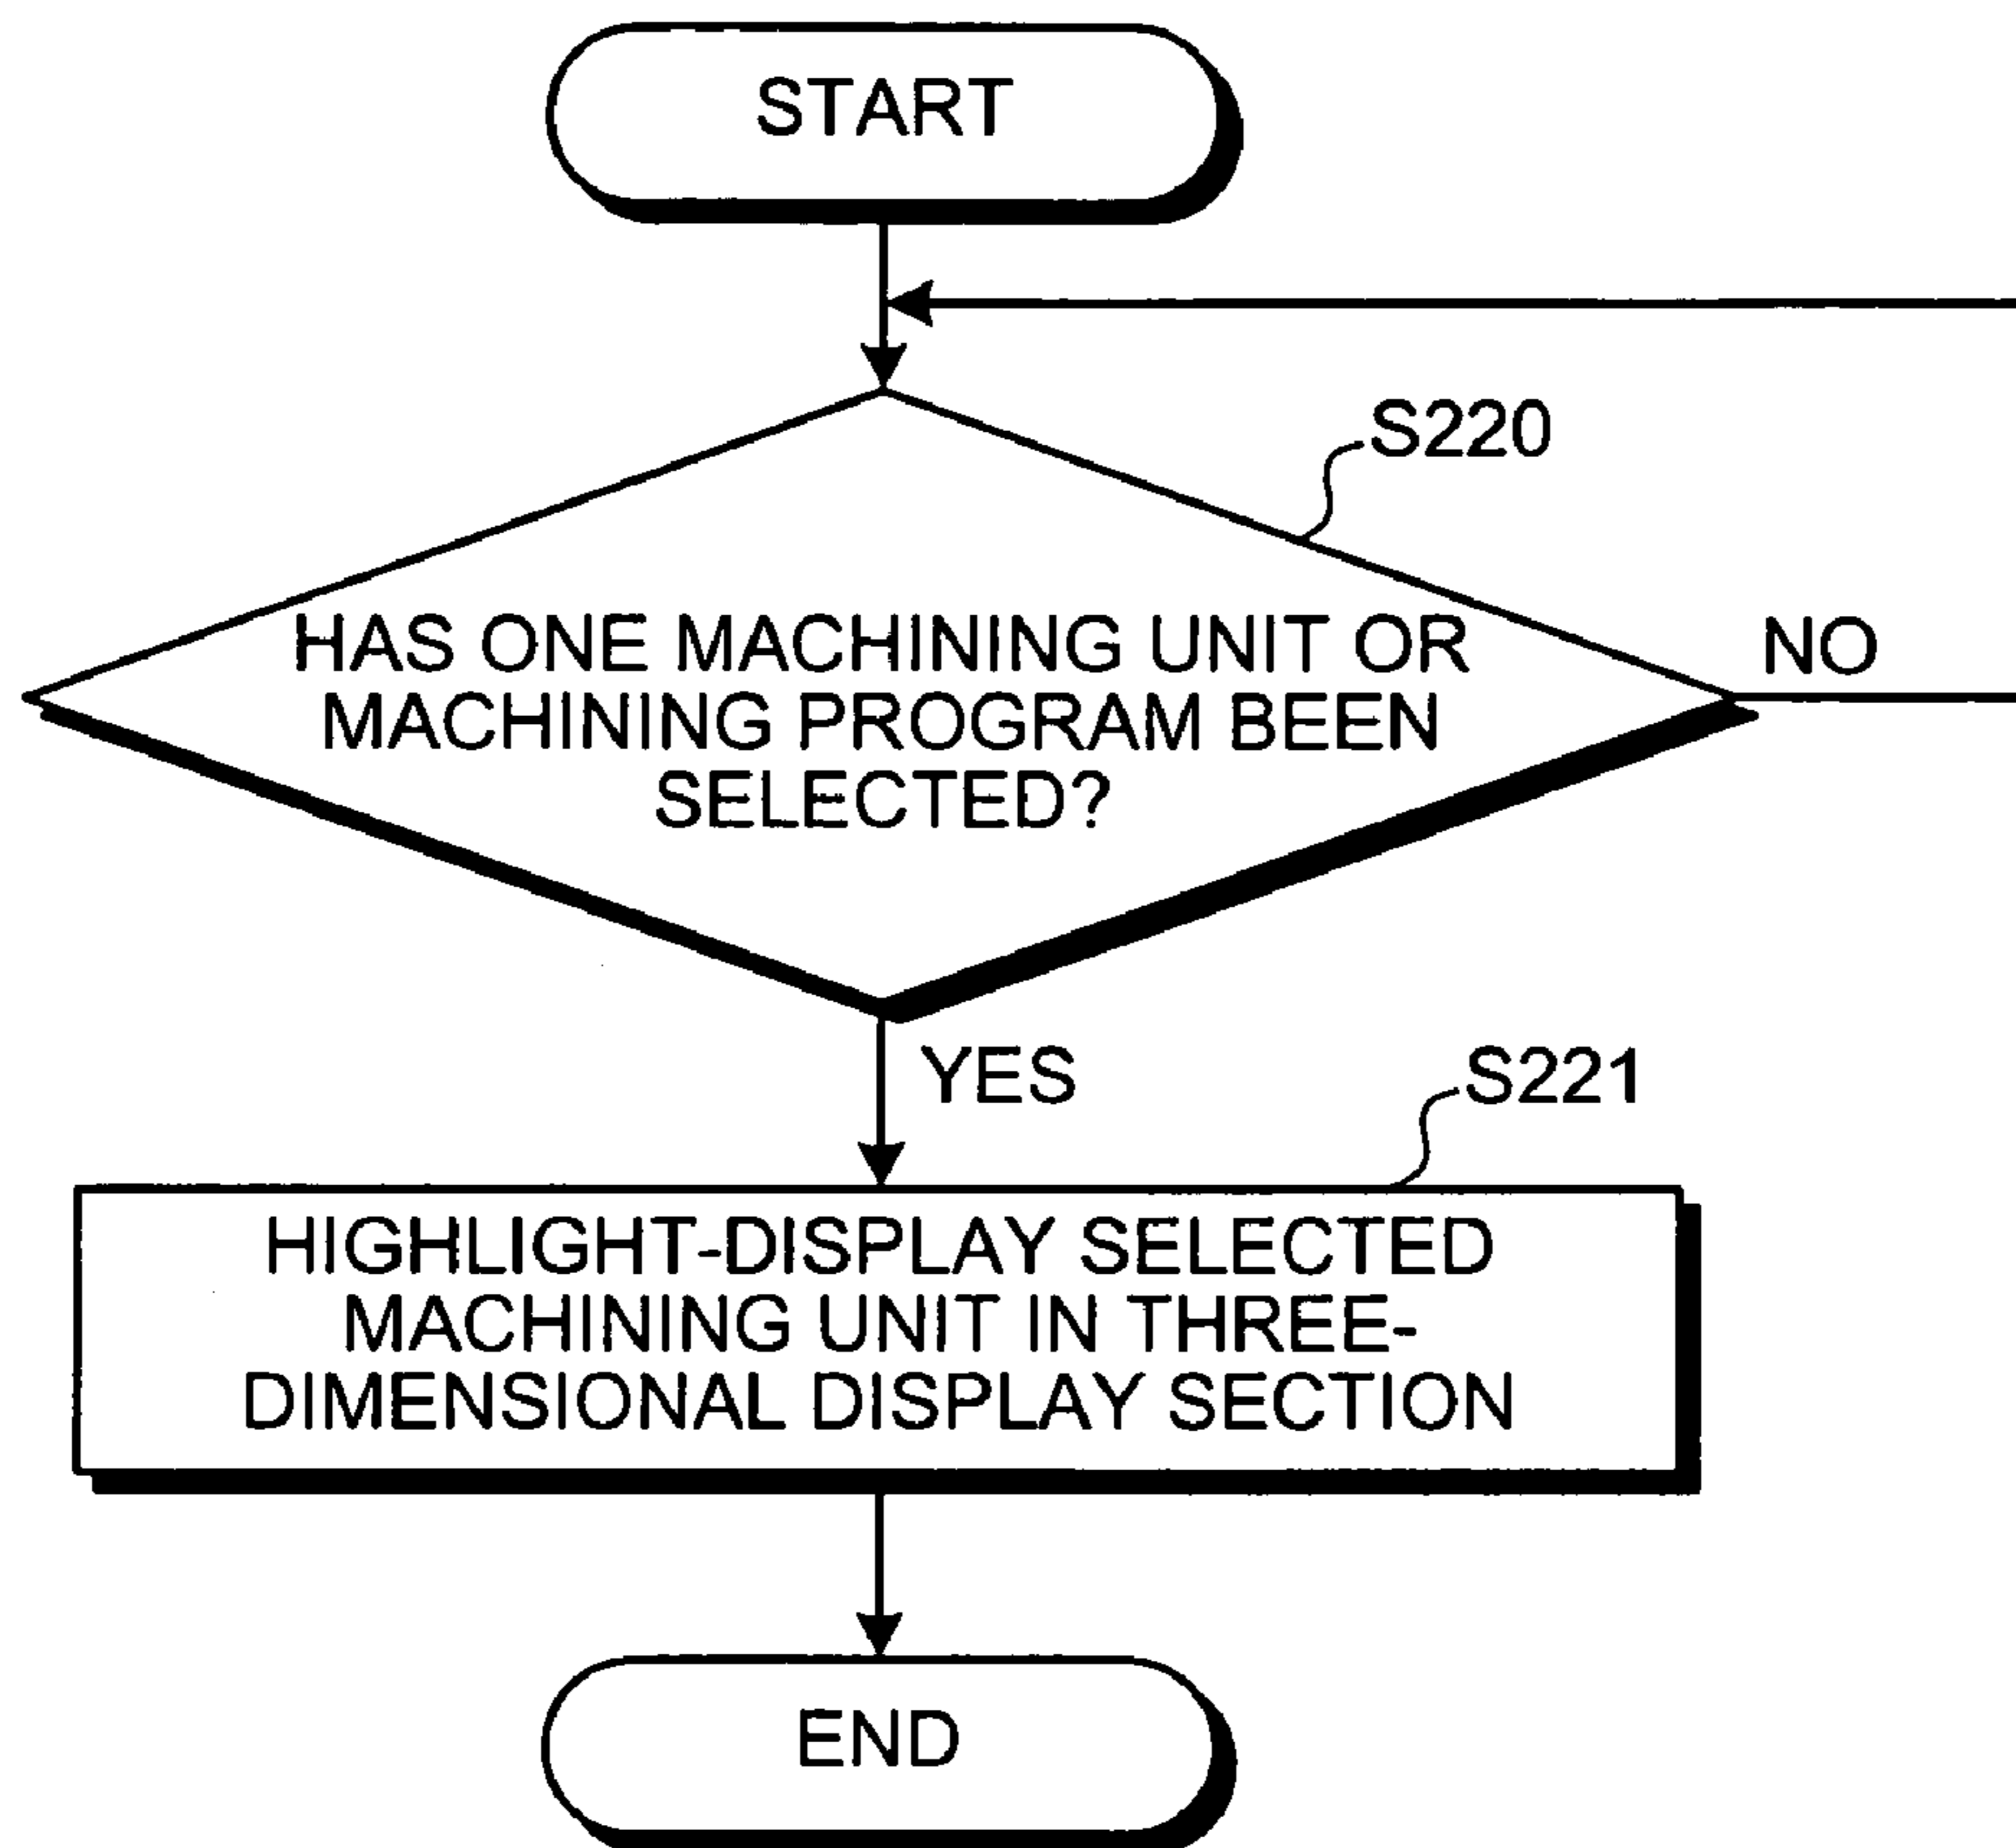 START
S220
HAS ONE MACHINING UNIT OR
MACHINING PROGRAM BEEN
SELECTED?
NO
YES
S221
HIGHLIGHT-DISPLAY SELECTED
MACHINING UNIT IN THREE-
DIMENSIONAL DISPLAY SECTION
END